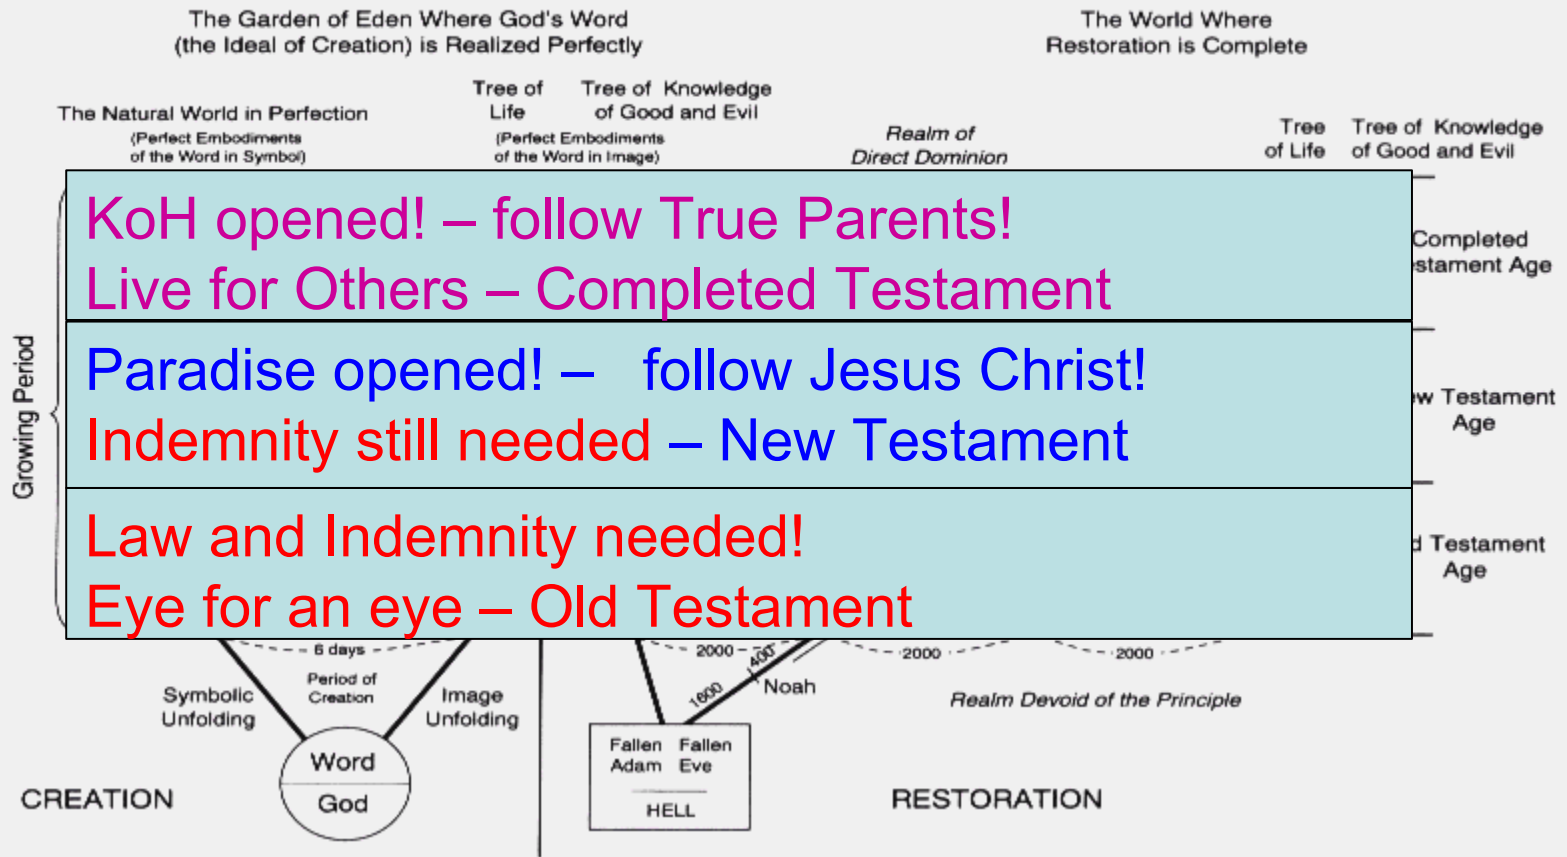 The Garden of Eden Where God's Word
(the Ideal of Creation) is Realized Perfectly
The World Where
Restoration is Complete
The Natural World in Perfection
(Perfect Embodiments
of the Word in Symbol)
Tree of
Life
Tree of Knowledge
of Good and Evil
(Perfect Embodiments
of the Word in Image)
Realm of
Direct Dominion
Tree
of Life
Tree of Knowledge
of Good and Evil
Growing Period
KoH opened! – follow True Parents!
Live for Others – Completed Testament
Completed
stament Age
Paradise opened! – follow Jesus Christ!
Indemnity still needed – New Testament
w Testament
Age
Law and Indemnity needed!
Eye for an eye – Old Testament
d Testament
Age
6 days
Period of
Creation
Symbolic
Unfolding
Image
Unfolding
Word
God
CREATION
2000
400
1600
Noah
2000
2000
Realm Devoid of the Principle
Fallen Adam
Fallen Eve
HELL
RESTORATION